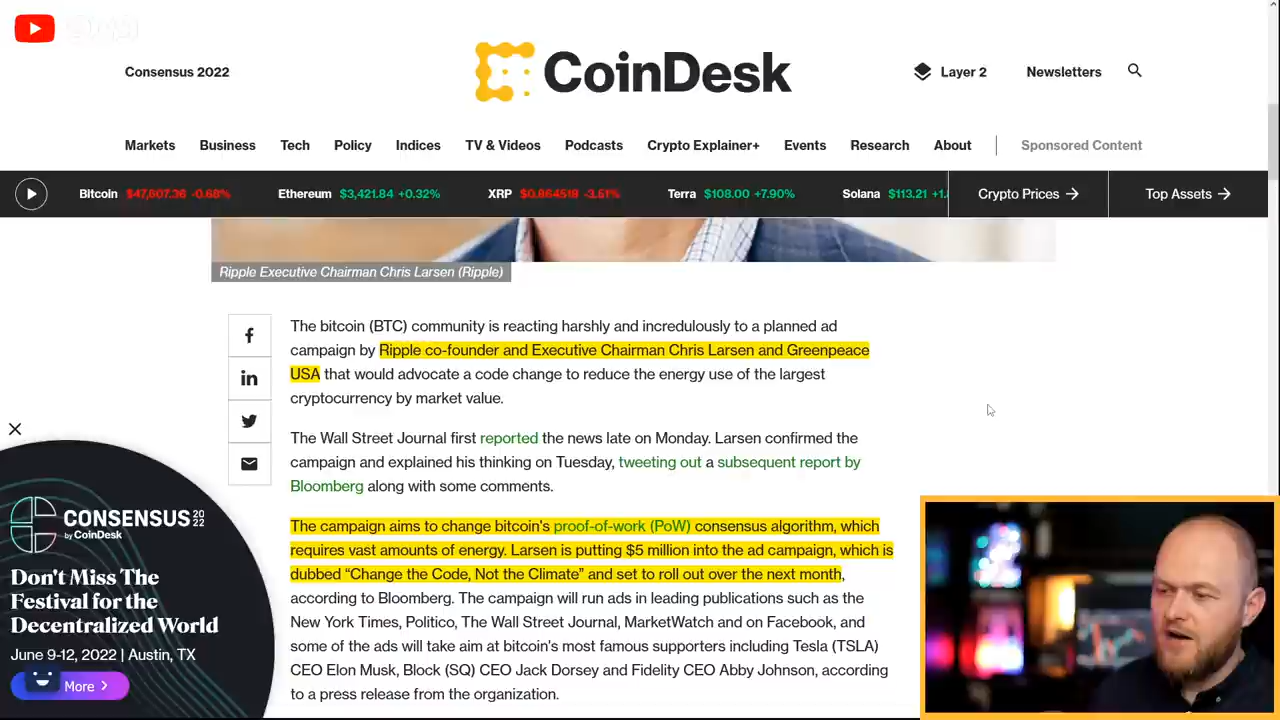 Consensus 2022
CoinDesk
Layer 2
Newsletters
Markets Business Tech Policy Indices TV & Videos Podcasts Crypto Explainer+ Events Research About Sponsored Content
Bitcoin $47,607.36 -0.68% Ethereum $3,421.84 +0.32% XRP $0.864518 -3.51% Terra $108.00 +7.90% Solana $113.21 Crypto Prices → Top Assets →
Ripple Executive Chairman Chris Larsen (Ripple)
The bitcoin (BTC) community is reacting harshly and incredulously to a planned ad
campaign by Ripple co-founder and Executive Chairman Chris Larsen and Greenpeace
USA that would advocate a code change to reduce the energy use of the largest
cryptocurrency by market value.
The Wall Street Journal first reported the news late on Monday. Larsen confirmed the
campaign and explained his thinking on Tuesday, tweeting out a subsequent report by
Bloomberg along with some comments.
The campaign aims to change bitcoin's proof-of-work (PoW) consensus algorithm, which
requires vast amounts of energy. Larsen is putting $5 million into the ad campaign, which is
dubbed “Change the Code, Not the Climate” and set to roll out over the next month,
according to Bloomberg. The campaign will run ads in leading publications such as the
New York Times, Politico, The Wall Street Journal, MarketWatch and on Facebook, and
some of the ads will take aim at bitcoin's most famous supporters including Tesla (TSLA)
CEO Elon Musk, Block (SQ) CEO Jack Dorsey and Fidelity CEO Abby Johnson, according
to a press release from the organization.
CONSENSUS 2022
by CoinDesk
Don't Miss The
Festival for the
Decentralized World
June 9-12, 2022 | Austin, TX
More